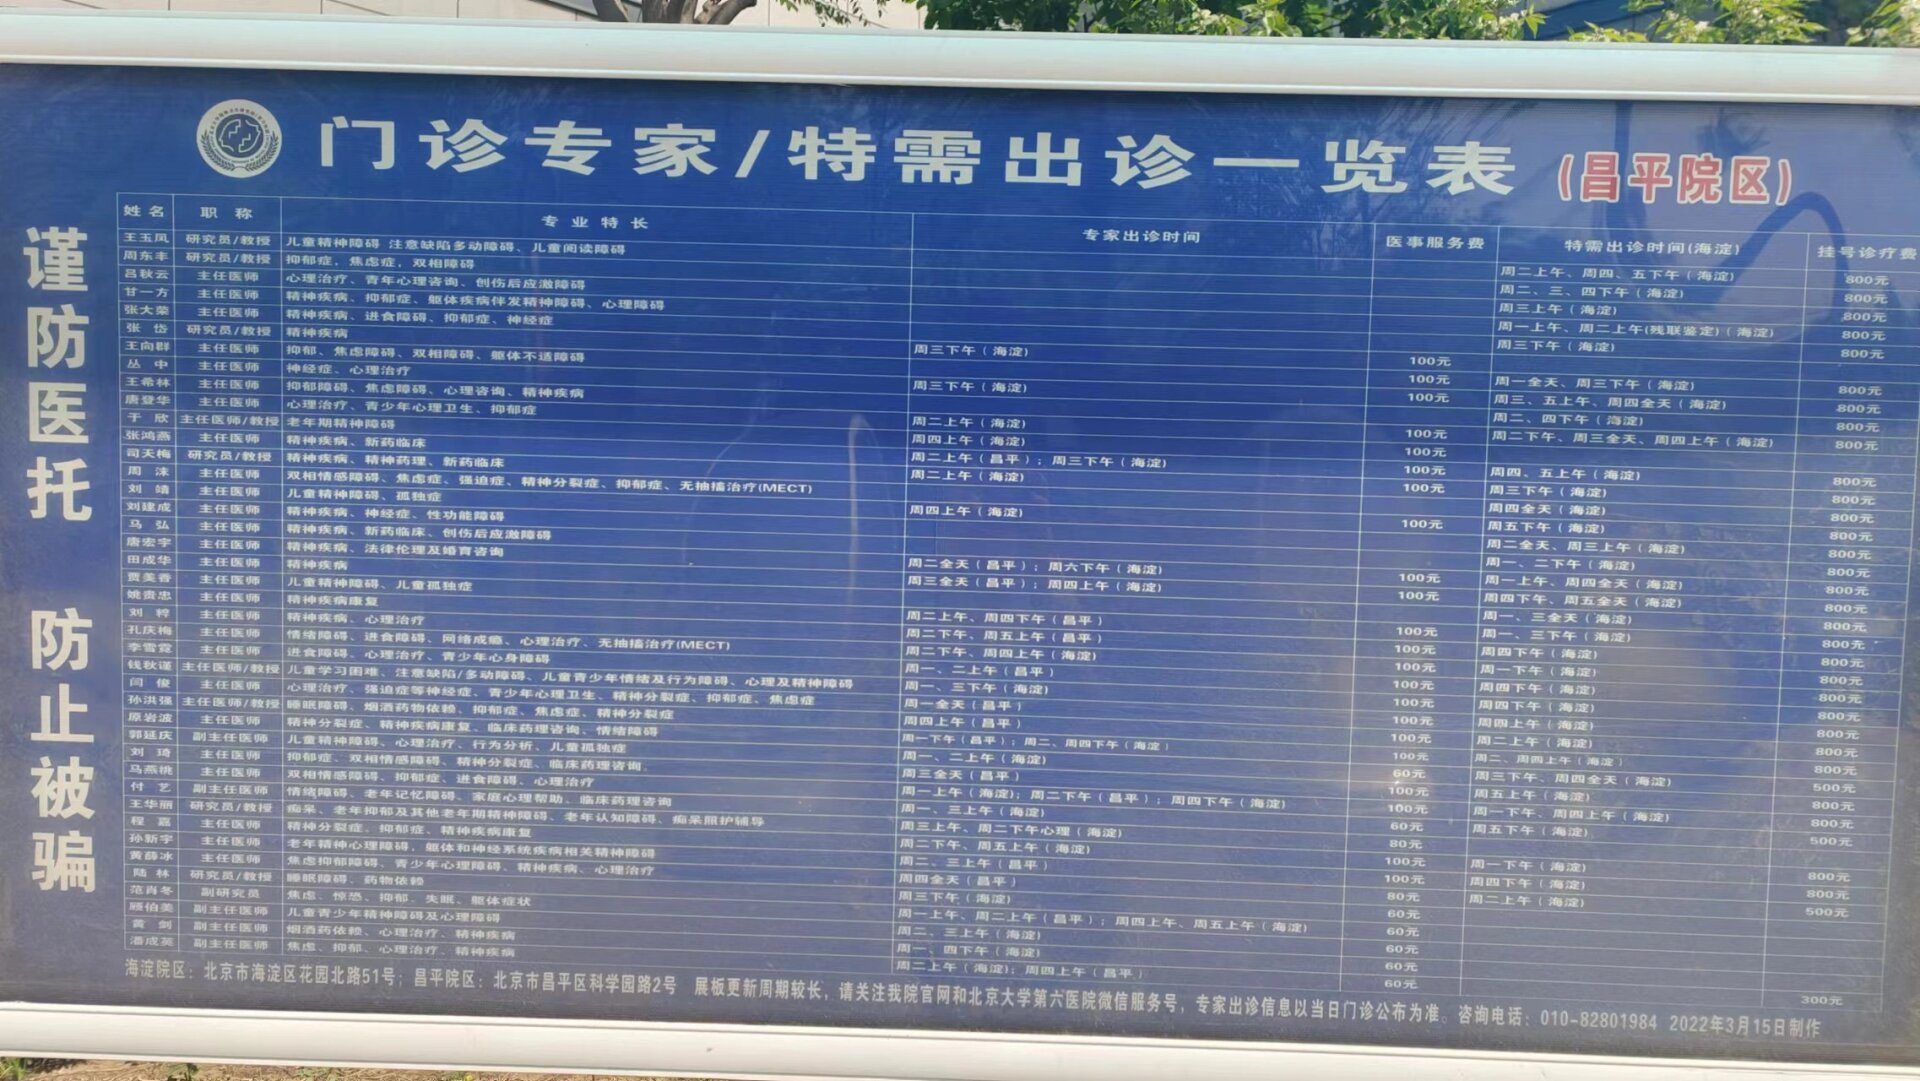 门诊专家/特需出诊一览表（昌平院区）
谨防医托 防止被骗
姓名 职称 专业特长 专家出诊时间 医事服务费 特需出诊时间(海淀) 挂号诊疗费
王玉凤 研究员/教授 儿童精神障碍 注意缺陷多动障碍、儿童阅读障碍 周二上午、周四、五下午（海淀） 800元
周东丰 研究员/教授 抑郁症，焦虑症，双相障碍 周二、三、四下午（海淀） 800元
吕秋云 主任医师 心理治疗、青年心理咨询、创伤后应激障碍 周三上午（海淀） 800元
甘一方 主任医师 精神疾病、抑郁症、躯体疾病伴发精神障碍、心理障碍 周一上午、周二上午(残联鉴定)（海淀） 800元
张大荣 主任医师 精神疾病、进食障碍、抑郁症、神经症 周三下午（海淀） 800元
张岱 研究员/教授 精神疾病 周三下午（海淀） 100元
王向群 主任医师 抑郁、焦虑障碍、双相障碍、躯体不适障碍 100元 周一全天、周三下午（海淀） 800元
丛中 主任医师 神经症、心理治疗 周三下午（海淀） 100元 周三、五上午、周四全天（海淀） 800元
王希林 主任医师 抑郁障碍、焦虑障碍、心理咨询、精神疾病 周二、四下午（海淀） 800元
唐登华 主任医师 心理治疗、青少年心理卫生、抑郁症 周二上午（海淀） 100元 周二下午、周三全天、周四上午（海淀） 800元
于欣 主任医师/教授 老年期精神障碍 周四上午（海淀） 100元
张鸿燕 主任医师 精神疾病、新药临床 周二上午（昌平）；周三下午（海淀） 100元 周四、五上午（海淀） 800元
司天梅 研究员/教授 精神疾病、精神药理、新药临床 周二上午（海淀） 100元 周三下午（海淀） 800元
周沫 主任医师 双相情感障碍、焦虑症、强迫症、精神分裂症、抑郁症、无抽搐治疗(MECT) 周四全天（海淀） 800元
刘靖 主任医师 儿童精神障碍、孤独症 周四上午（海淀） 100元 周五下午（海淀） 800元
刘建成 主任医师 精神疾病、神经症、性功能障碍 周二全天、周三上午（海淀） 800元
马弘 主任医师 精神疾病、新药临床、创伤后应激障碍 周一、二下午（海淀） 800元
唐宏宇 主任医师 精神疾病、法律伦理及婚育咨询 周二全天（昌平）；周六下午（海淀） 100元 周一上午、周四全天（海淀） 800元
田成华 主任医师 精神疾病 周三全天（昌平）；周四上午（海淀） 100元 周四下午、周五全天（海淀） 800元
贾美香 主任医师 儿童精神障碍、儿童孤独症 周一、三全天（海淀） 800元
姚贵忠 主任医师 精神疾病康复 周二上午、周四下午（昌平） 100元 周一、三下午（海淀） 800元
刘粹 主任医师 精神疾病、心理治疗 周二下午、周五上午（昌平） 100元 周四下午（海淀） 800元
孔庆梅 主任医师 情绪障碍、进食障碍、网络成瘾、心理治疗、无抽搐治疗(MECT) 周二下午、周四上午（海淀） 100元 周一下午（海淀） 800元
李雪霓 主任医师 进食障碍、心理治疗、青少年心身障碍 周一、二上午（昌平） 100元 周四下午（海淀） 800元
钱秋谨 主任医师/教授 儿童学习困难、注意缺陷/多动障碍、儿童青少年情绪及行为障碍、心理及精神障碍 周一、三下午（海淀） 100元 周四下午（海淀） 800元
闫俊 主任医师 心理治疗、强迫症等神经症、青少年心理卫生、精神分裂症、抑郁症、焦虑症 周一全天（昌平） 100元 周四上午（海淀） 800元
孙洪强 主任医师/教授 睡眠障碍、烟酒药物依赖、抑郁症、焦虑症、精神分裂症 周四上午（昌平） 100元 周二上午（海淀） 800元
原岩波 主任医师 精神分裂症、精神疾病康复、临床药理咨询、情绪障碍 周一下午（昌平）；周二、周四下午（海淀） 100元 周二、周四上午（海淀） 800元
郭延庆 副主任医师 儿童精神障碍、心理治疗、行为分析、儿童孤独症 周一、二上午（海淀） 60元 周三下午、周四全天（海淀） 500元
刘琦 主任医师 抑郁症、双相情感障碍、精神分裂症、临床药理咨询、 周三全天（昌平） 100元 周五上午（海淀） 800元
马燕桃 主任医师 双相情感障碍、抑郁症、进食障碍、心理治疗 周一上午（海淀）；周二下午（昌平）；周四下午（海淀） 100元 周一下午、周四上午（海淀） 800元
付艺 副主任医师 情绪障碍、老年记忆障碍、家庭心理帮助、临床药理咨询 周一、三上午（海淀） 60元 周五下午（海淀） 500元
王华丽 研究员/教授 痴呆、老年抑郁及其他老年期精神障碍、老年认知障碍、痴呆照护辅导 周三上午、周二下午心理（海淀） 80元
程嘉 主任医师 精神分裂症、抑郁症、精神疾病康复 周二下午、周五上午（海淀） 100元 周一下午（海淀） 800元
孙新宇 主任医师 老年精神心理障碍，躯体和神经系统疾病相关精神障碍 周二、三上午（昌平） 100元 周四下午（海淀） 800元
黄薛冰 主任医师 焦虑抑郁障碍、青少年心理障碍、精神疾病、心理治疗 周四全天（昌平） 80元 周二上午（海淀） 500元
陆林 研究员/教授 睡眠障碍、药物依赖 周三下午（海淀） 60元
范肖冬 副研究员 焦虑、惊恐、抑郁、失眠、躯体症状 周一上午、周二上午（昌平）；周四上午、周五上午（海淀） 60元
顾伯美 副主任医师 儿童青少年精神障碍及心理障碍 周二、三上午（海淀） 60元
黄剑 副主任医师 烟酒药依赖、心理治疗、精神疾病 周一、四下午（海淀） 60元
潘成英 副主任医师 焦虑、抑郁、心理治疗、精神疾病 周二上午（海淀）；周四上午（昌平） 60元 300元
海淀院区：北京市海淀区花园北路51号；昌平院区：北京市昌平区科学园路2号 展板更新周期较长，请关注我院官网和北京大学第六医院微信服务号，专家出诊信息以当日门诊公布为准。咨询电话：010-82801984 2022年3月15日制作